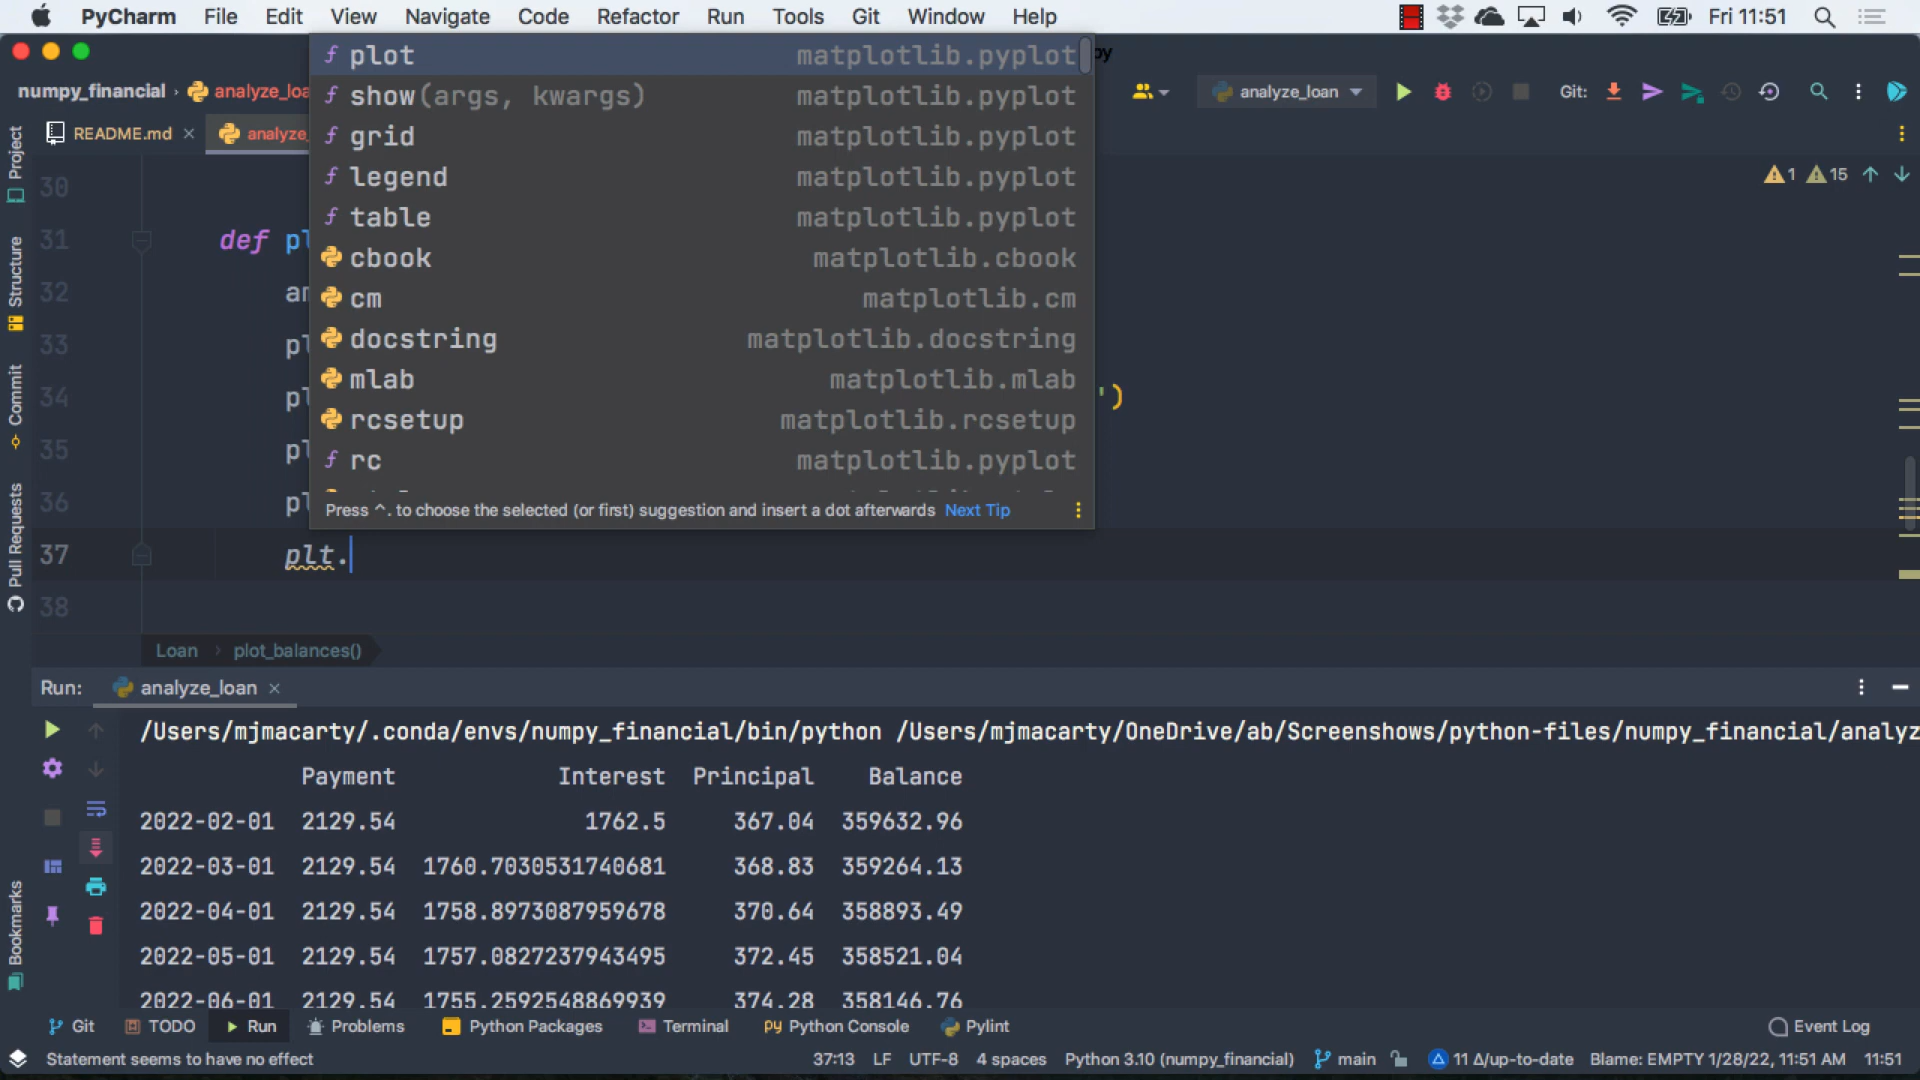 PyCharm File Edit View Navigate Code Refactor Run Tools Git Window Help Fri 11:51
plot matplotlib.pyplot
py
numpy_financial › analyze_loa
show(args, kwargs) matplotlib.pyplot
analyze_loan Git:
README.md analyze_
grid matplotlib.pyplot
legend matplotlib.pyplot
1 15
table matplotlib.pyplot
cbook matplotlib.cbook
cm matplotlib.cm
docstring matplotlib.docstring
mlab matplotlib.mlab
rcsetup matplotlib.rcsetup
rc matplotlib.pyplot
Press ^. to choose the selected (or first) suggestion and insert a dot afterwards Next Tip
Project
Structure
Commit
Pull Requests
Bookmarks
30
31 def pl
32 am
33 pl
34 pl ')
35 pl
36 pl
37 plt.
38
Loan › plot_balances()
Run: analyze_loan
/Users/mjmacarty/.conda/envs/numpy_financial/bin/python /Users/mjmacarty/OneDrive/ab/Screenshows/python-files/numpy_financial/analyz
Payment Interest Principal Balance
2022-02-01 2129.54 1762.5 367.04 359632.96
2022-03-01 2129.54 1760.7030531740681 368.83 359264.13
2022-04-01 2129.54 1758.8973087959678 370.64 358893.49
2022-05-01 2129.54 1757.0827237943495 372.45 358521.04
2022-06-01 2129.54 1755.2592548869939 374.28 358146.76
Git TODO Run Problems Python Packages Terminal Python Console Pylint Event Log
Statement seems to have no effect 37:13 LF UTF-8 4 spaces Python 3.10 (numpy_financial) main 11 Δ/up-to-date Blame: EMPTY 1/28/22, 11:51 AM 11:51